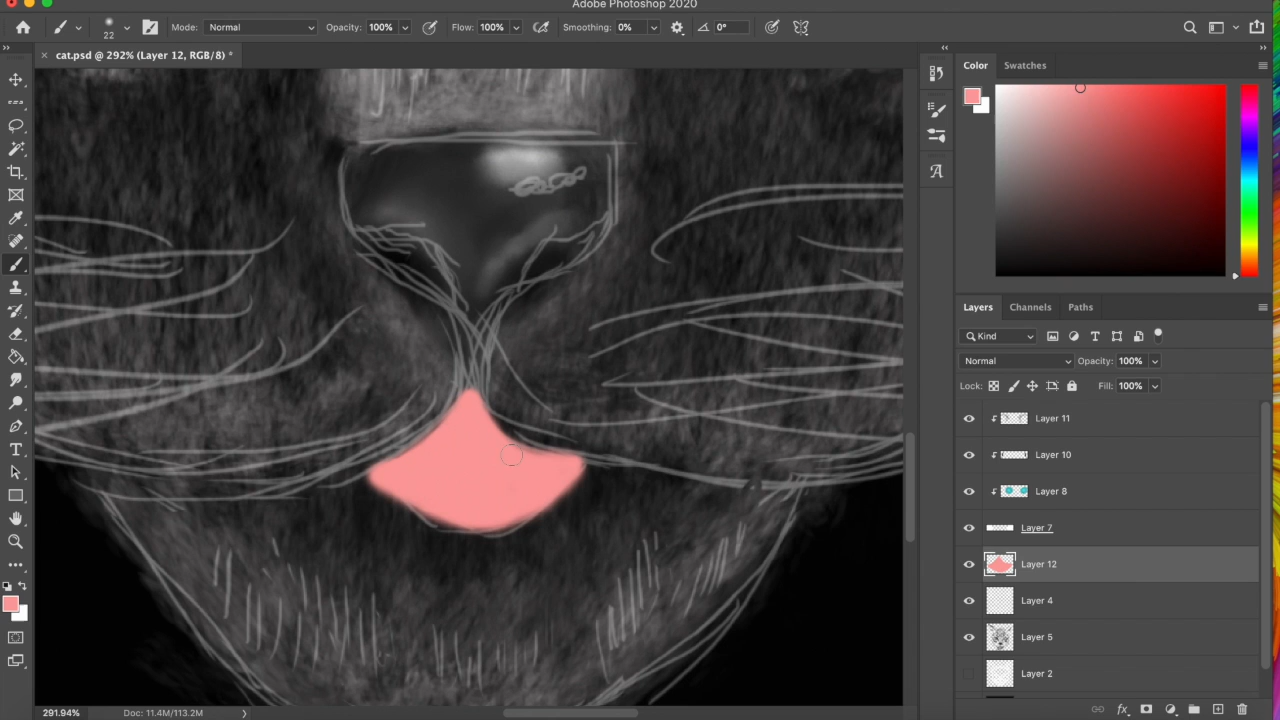 Adobe Photoshop 2020
22
Mode: Normal
Opacity: 100%
Flow: 100%
Smoothing: 0%
0°
cat.psd @ 292% (Layer 12, RGB/8) *
Color
Swatches
Layers
Channels
Paths
Kind
Normal
Opacity: 100%
Lock:
Fill: 100%
Layer 11
Layer 10
Layer 8
Layer 7
Layer 12
Layer 4
Layer 5
Layer 2
291.94%
Doc: 11.4M/113.2M